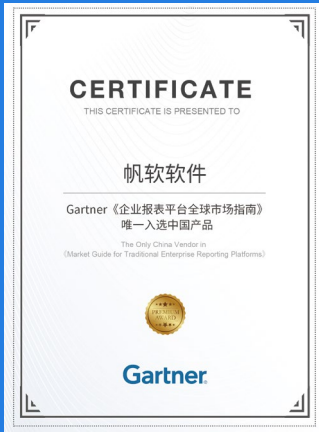 CERTIFICATE
THIS CERTIFICATE IS PRESENTED TO
帆软软件
Gartner《企业报表平台全球市场指南》
唯一入选中国产品
The Only China Vendor in
《Market Guide for Traditional Enterprise Reporting Platforms》
PREMIUM
AWARD
Gartner